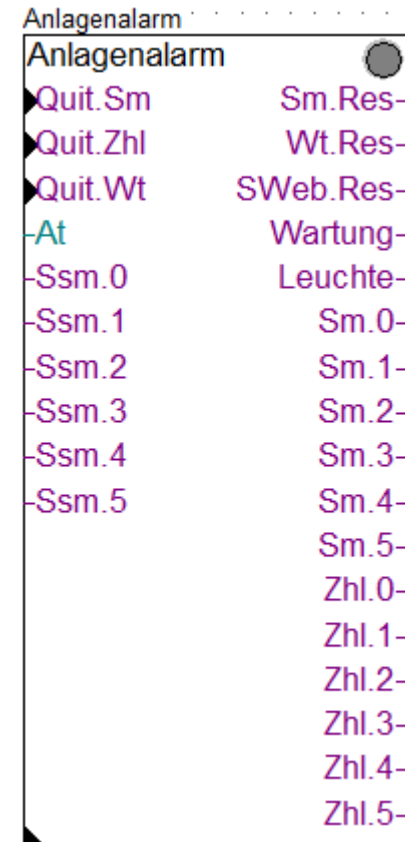 Anlagenalarm
Anlagenalarm
Quit.Sm Sm.Res
Quit.Zhl Wt.Res
Quit.Wt SWeb.Res
At Wartung
Ssm.0 Leuchte
Ssm.1 Sm.0
Ssm.2 Sm.1
Ssm.3 Sm.2
Ssm.4 Sm.3
Ssm.5 Sm.4
Sm.5
Zhl.0
Zhl.1
Zhl.2
Zhl.3
Zhl.4
Zhl.5